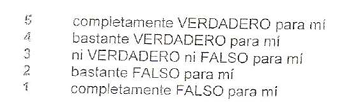 5 completamente VERDADERO para mí
4 bastante VERDADERO para mí
3 ni VERDADERO ni FALSO para mí
2 bastante FALSO para mí
1 completamente FALSO para mí